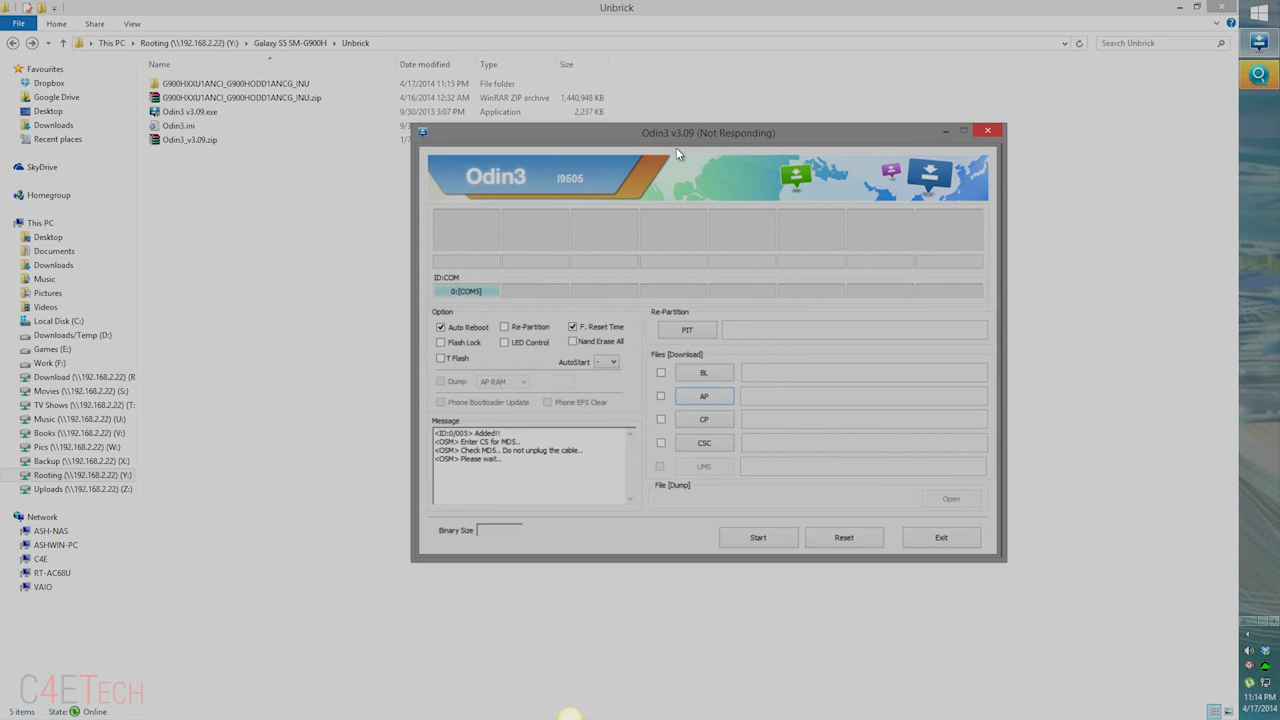 Unbrick
File Home Share View
This PC Rooting (\\192.168.2.22) (Y:) Galaxy S5 SM-G900H Unbrick
Search Unbrick
Name Date modified Type Size
G900HXXU1ANCI_G900HODD1ANCG_INU 4/17/2014 11:15 PM File folder
G900HXXU1ANCI_G900HODD1ANCG_INU.zip 4/16/2014 12:32 AM WinRAR ZIP archive 1,440,948 KB
Odin3 v3.09.exe 9/30/2013 3:07 PM Application 2,237 KB
Odin3.ini
Odin3_v3.09.zip
Favourites
Dropbox
Google Drive
Desktop
Downloads
Recent places
SkyDrive
Homegroup
This PC
Desktop
Documents
Downloads
Music
Pictures
Videos
Local Disk (C:)
Downloads/Temp (D:)
Games (E:)
Work (F:)
Download (\\192.168.2.22) (R
Movies (\\192.168.2.22) (S:)
TV Shows (\\192.168.2.22) (T:
Music (\\192.168.2.22) (U:)
Books (\\192.168.2.22) (V:)
Pics (\\192.168.2.22) (W:)
Backup (\\192.168.2.22) (X:)
Rooting (\\192.168.2.22) (Y:)
Uploads (\\192.168.2.22) (Z:)
Network
ASH-NAS
ASHWIN-PC
C4E
RT-AC68U
VAIO
Odin3 v3.09 (Not Responding)
Odin3 I9505
ID:COM
0:[COM5]
Option
Auto Reboot Re-Partition F. Reset Time
Flash Lock LED Control Nand Erase All
T Flash AutoStart -
Dump AP RAM
Phone Bootloader Update Phone EFS Clear
Message
<ID:0/005> Added!!
<OSM> Enter CS for MD5..
<OSM> Check MD5.. Do not unplug the cable..
<OSM> Please wait..
Binary Size
Re-Partition
PIT
Files [Download]
BL
AP
CP
CSC
UMS
File [Dump]
Open
Start Reset Exit
C4ETech
5 items State: Online
11:14 PM
4/17/2014